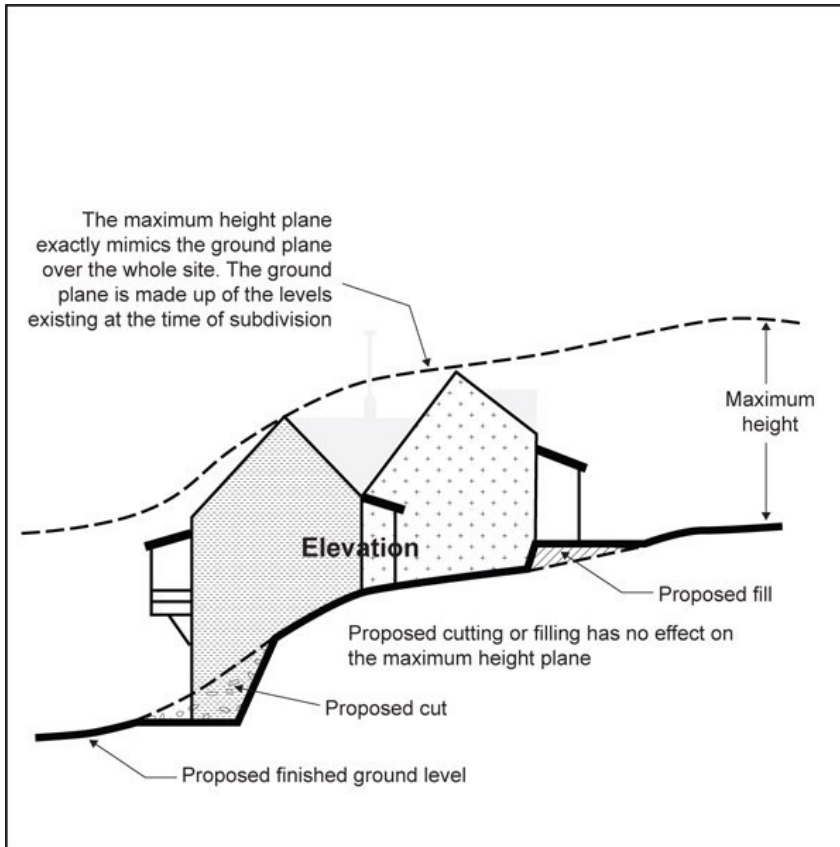 The maximum height plane
exactly mimics the ground plane
over the whole site. The ground
plane is made up of the levels
existing at the time of subdivision
Maximum
height
Elevation
Proposed fill
Proposed cutting or filling has no effect on
the maximum height plane
Proposed cut
Proposed finished ground level